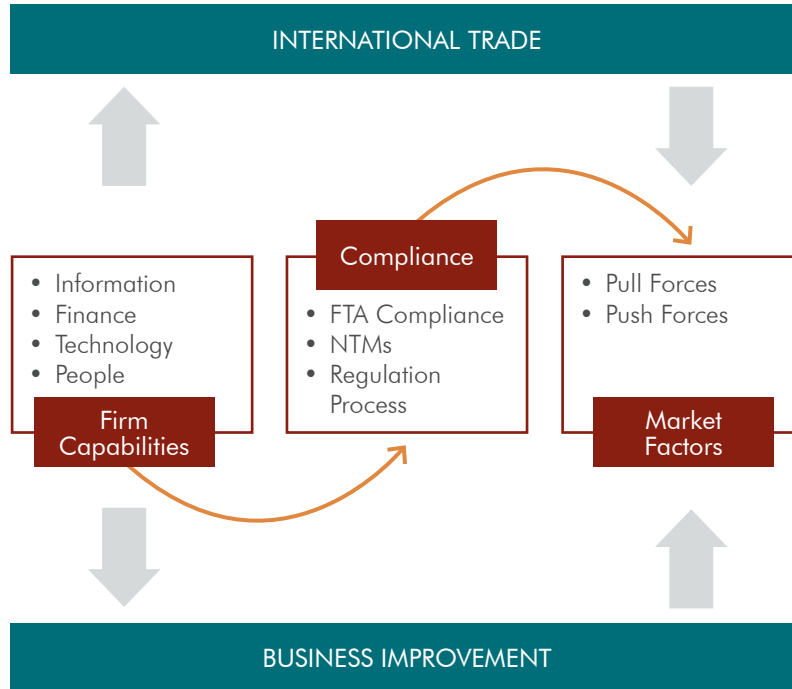 INTERNATIONAL TRADE
• Information
• Finance
• Technology
• People
Firm
Capabilities
Compliance
• FTA Compliance
• NTMs
• Regulation
Process
• Pull Forces
• Push Forces
Market
Factors
BUSINESS IMPROVEMENT